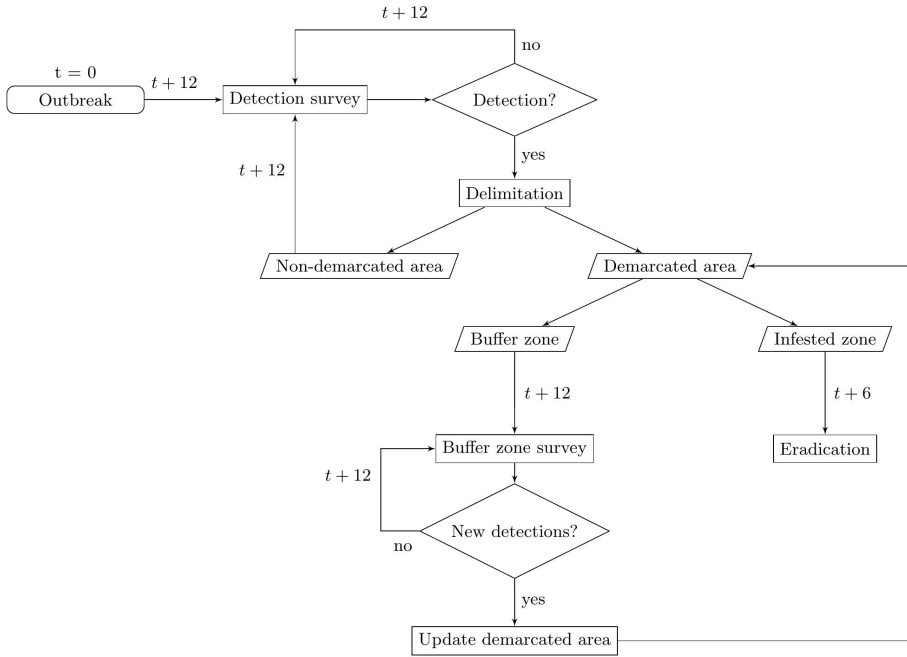 t + 12
no
t = 0
t + 12
Outbreak
Detection survey
Detection?
yes
t + 12
Delimitation
Non-demarcated area
Demarcated area
Buffer zone
Infested zone
t + 12
t + 6
Buffer zone survey
Eradication
t + 12
New detections?
no
yes
Update demarcated area